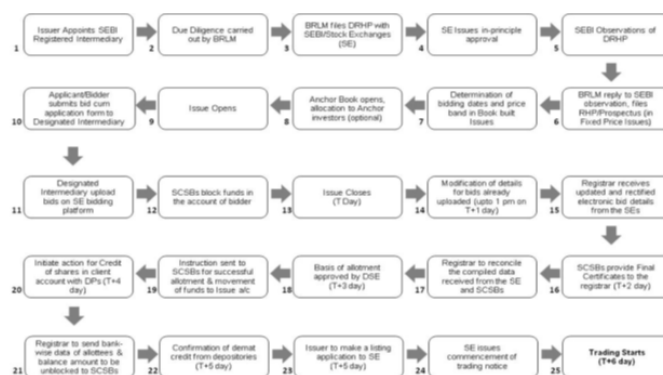 1
Issuer Appoints SEBI
Registered Intermediary
2
Due Diligence carried
out by BRLM
3
BRLM files DRHP with
SEBI/Stock Exchanges
(SE)
4
SE Issues in-principle
approval
5
SEBI Observations of
DRHP
6
BRLM reply to SEBI
observation, files
RHP/Prospectus (in
Fixed Price Issues)
7
Determination of
bidding dates and price
band in Book built
Issues
8
Anchor Book opens,
allocation to Anchor
investors (optional)
9
Issue Opens
10
Applicant/Bidder
submits bid cum
application form to
Designated Intermediary
11
Designated
Intermediary upload
bids on SE bidding
platform
12
SCSBs block funds in
the account of bidder
13
Issue Closes
(T Day)
14
Modification of details
for bids already
uploaded (upto 1 pm on
T+1 day)
15
Registrar receives
updated and rectified
electronic bid details
from the SEs
16
SCSBs provide Final
Certificates to the
registrar (T+2 day)
17
Registrar to reconcile
the compiled data
received from the SE
and SCSBs
18
Basis of allotment
approved by DSE
(T+3 day)
19
Instruction sent to
SCSBs for successful
allotment & movement
of funds to Issue a/c
20
Initiate action for Credit
of shares in client
account with DPs (T+4
day)
21
Registrar to send bank-
wise data of allottees &
balance amount to be
unblocked to SCSBs
22
Confirmation of demat
credit from depositories
(T+5 day)
23
Issuer to make a listing
application to SE
(T+5 day)
24
SE issues
commencement of
trading notice
25
Trading Starts
(T+6 day)